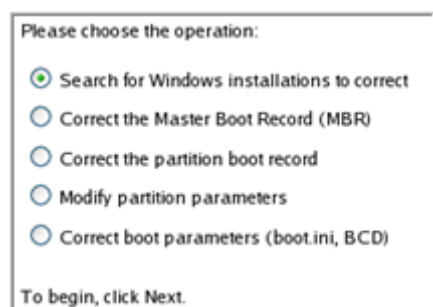 Please choose the operation:
Search for Windows installations to correct
Correct the Master Boot Record (MBR)
Correct the partition boot record
Modify partition parameters
Correct boot parameters (boot.ini, BCD)
To begin, click Next.